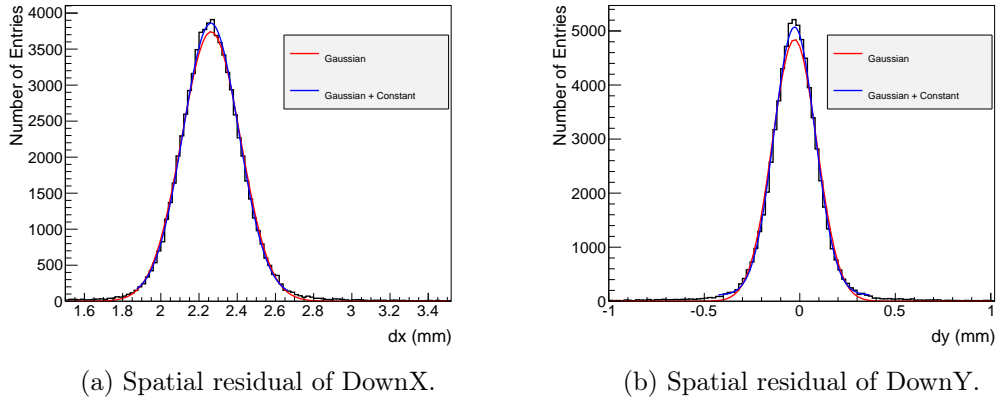 Number of Entries
4000
3500
3000
2500
2000
1500
1000
500
0
1.6 1.8 2 2.2 2.4 2.6 2.8 3 3.2 3.4
dx (mm)
Gaussian
Gaussian + Constant
(a) Spatial residual of DownX.
Number of Entries
5000
4000
3000
2000
1000
0
-1 -0.5 0 0.5 1
dy (mm)
Gaussian
Gaussian + Constant
(b) Spatial residual of DownY.